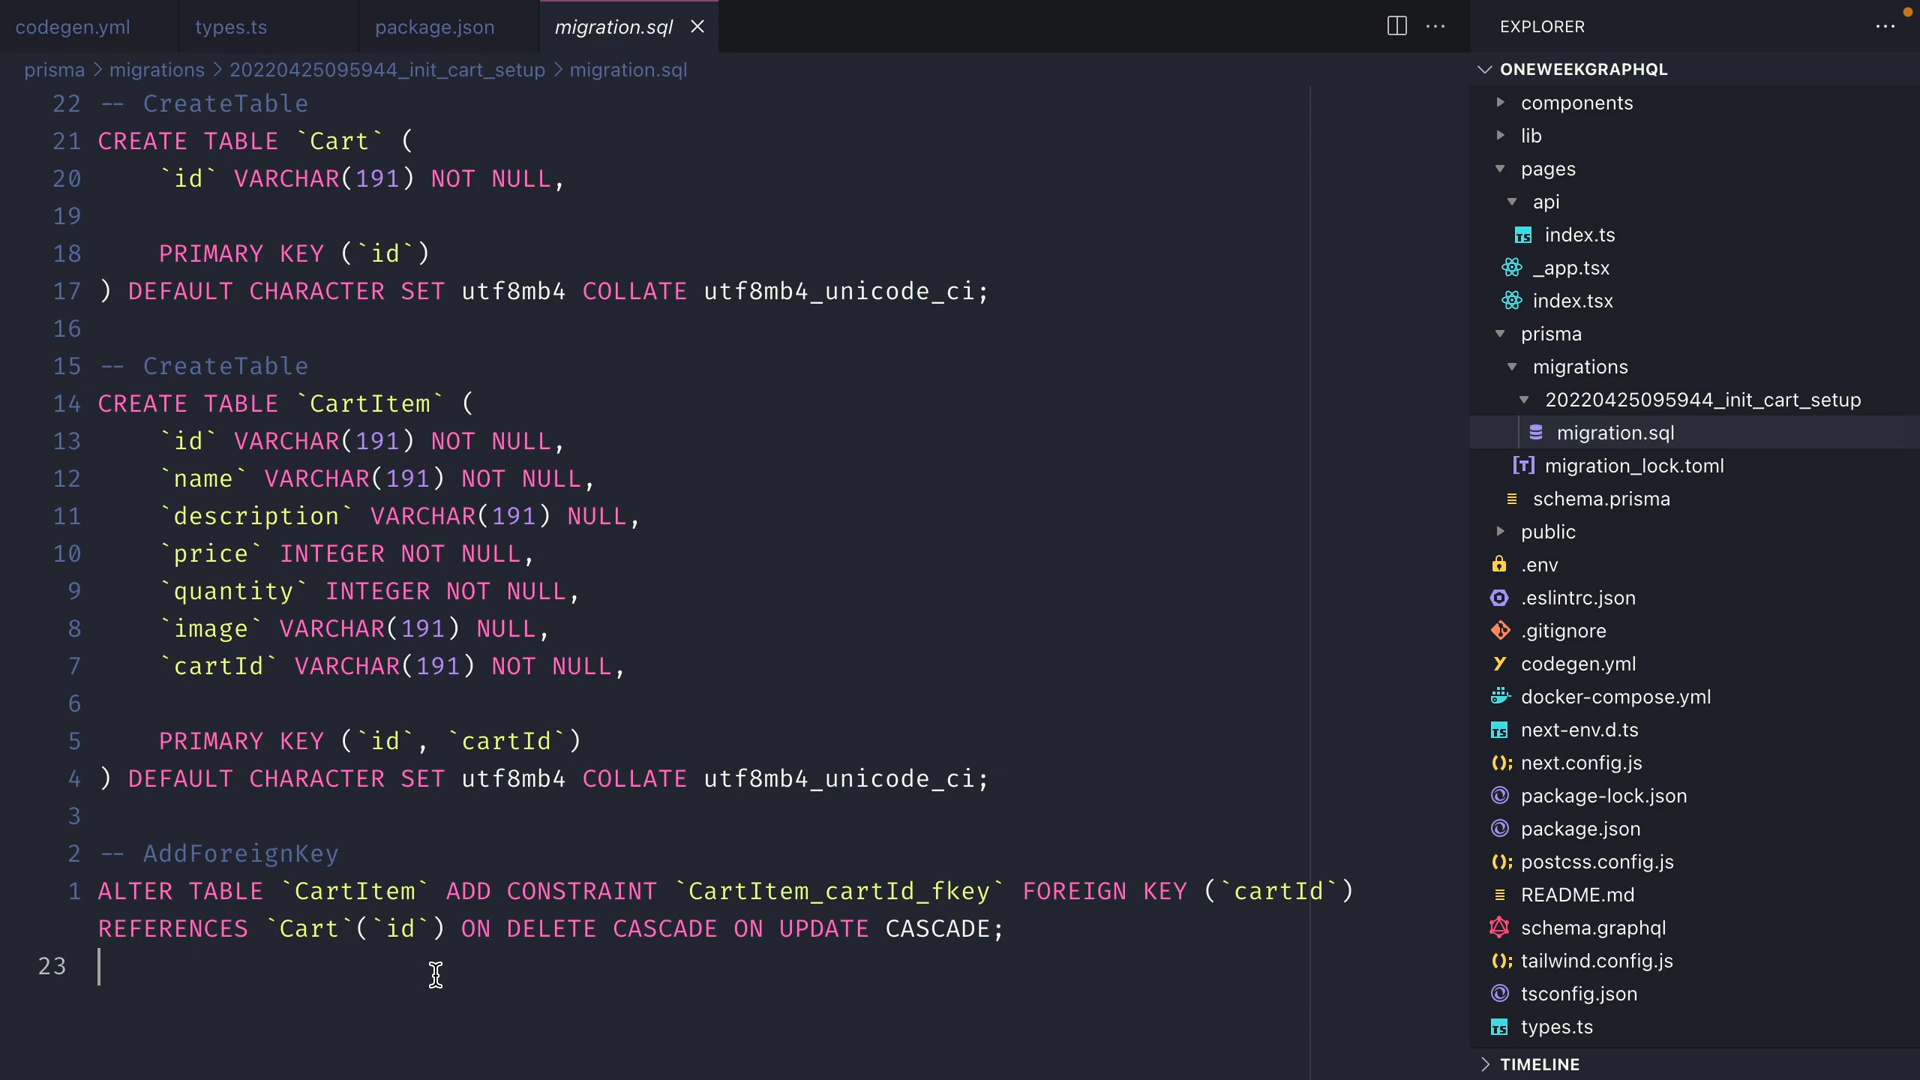 codegen.yml types.ts package.json migration.sql
prisma > migrations > 20220425095944_init_cart_setup > migration.sql
22 -- CreateTable
21 CREATE TABLE `Cart` (
20 `id` VARCHAR(191) NOT NULL,
19
18 PRIMARY KEY (`id`)
17 ) DEFAULT CHARACTER SET utf8mb4 COLLATE utf8mb4_unicode_ci;
16
15 -- CreateTable
14 CREATE TABLE `CartItem` (
13 `id` VARCHAR(191) NOT NULL,
12 `name` VARCHAR(191) NOT NULL,
11 `description` VARCHAR(191) NULL,
10 `price` INTEGER NOT NULL,
9 `quantity` INTEGER NOT NULL,
8 `image` VARCHAR(191) NULL,
7 `cartId` VARCHAR(191) NOT NULL,
6
5 PRIMARY KEY (`id`, `cartId`)
4 ) DEFAULT CHARACTER SET utf8mb4 COLLATE utf8mb4_unicode_ci;
3
2 -- AddForeignKey
1 ALTER TABLE `CartItem` ADD CONSTRAINT `CartItem_cartId_fkey` FOREIGN KEY (`cartId`)
REFERENCES `Cart`(`id`) ON DELETE CASCADE ON UPDATE CASCADE;
23
EXPLORER
ONEWEEKGRAPHQL
components
lib
pages
api
TS index.ts
_app.tsx
index.tsx
prisma
migrations
20220425095944_init_cart_setup
migration.sql
[T] migration_lock.toml
schema.prisma
public
.env
.eslintrc.json
.gitignore
Y codegen.yml
docker-compose.yml
TS next-env.d.ts
(); next.config.js
package-lock.json
package.json
(); postcss.config.js
README.md
schema.graphql
(); tailwind.config.js
tsconfig.json
TS types.ts
TIMELINE